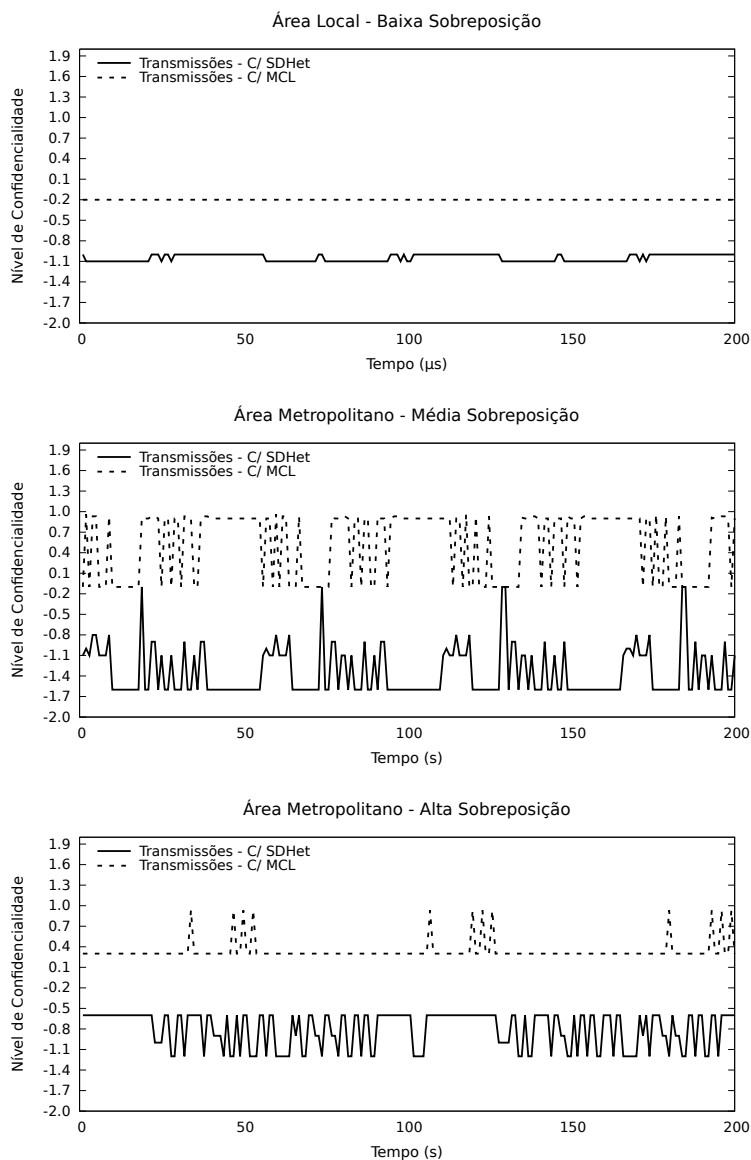 Área Local - Baixa Sobreposição
Nível de Confidencialidade
1.9
1.6
1.3
1.0
0.7
0.4
0.1
-0.2
-0.5
-0.8
-1.1
-1.4
-1.7
-2.0
Transmissões - C/ SDHet
Transmissões - C/ MCL
0 50 100 150 200
Tempo (μs)
Área Metropolitano - Média Sobreposição
Nível de Confidencialidade
1.9
1.6
1.3
1.0
0.7
0.4
0.1
-0.2
-0.5
-0.8
-1.1
-1.4
-1.7
-2.0
Transmissões - C/ SDHet
Transmissões - C/ MCL
0 50 100 150 200
Tempo (s)
Área Metropolitano - Alta Sobreposição
Nível de Confidencialidade
1.9
1.6
1.3
1.0
0.7
0.4
0.1
-0.2
-0.5
-0.8
-1.1
-1.4
-1.7
-2.0
Transmissões - C/ SDHet
Transmissões - C/ MCL
0 50 100 150 200
Tempo (s)